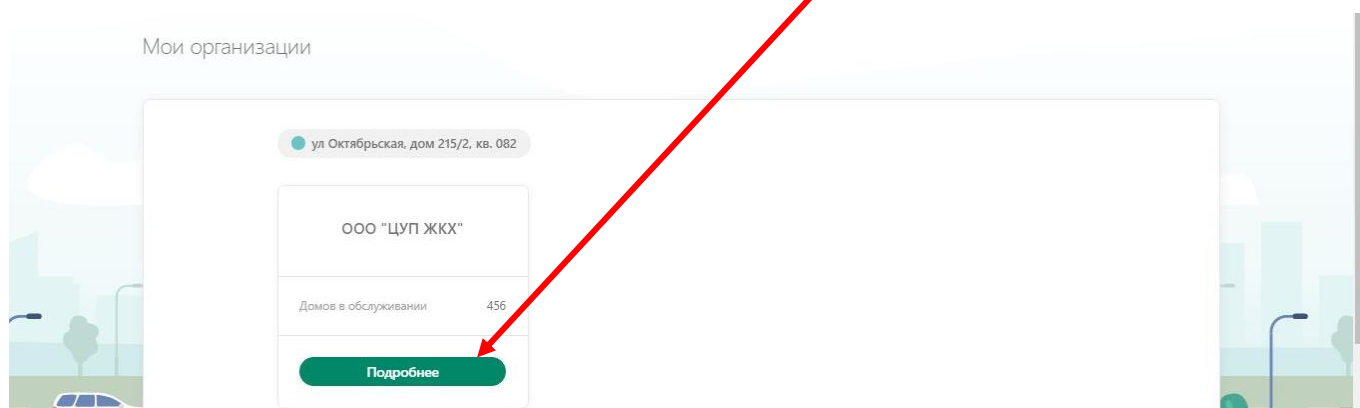 Мои организации
ул Октябрьская, дом 215/2, кв. 082
ООО "ЦУП ЖКХ"
Домов в обслуживании 456
Подробнее